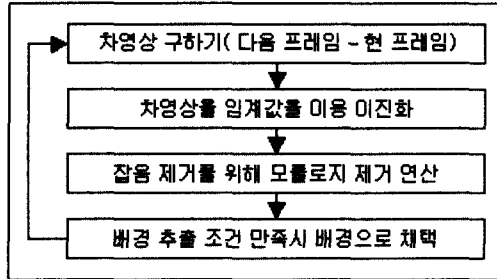 차영상 구하기( 다음 프레임 - 현 프레임)
차영상을 임계값을 이용 이진화
잡음 제거를 위해 모폴로지 제거 연산
배경 추출 조건 만족시 배경으로 채택